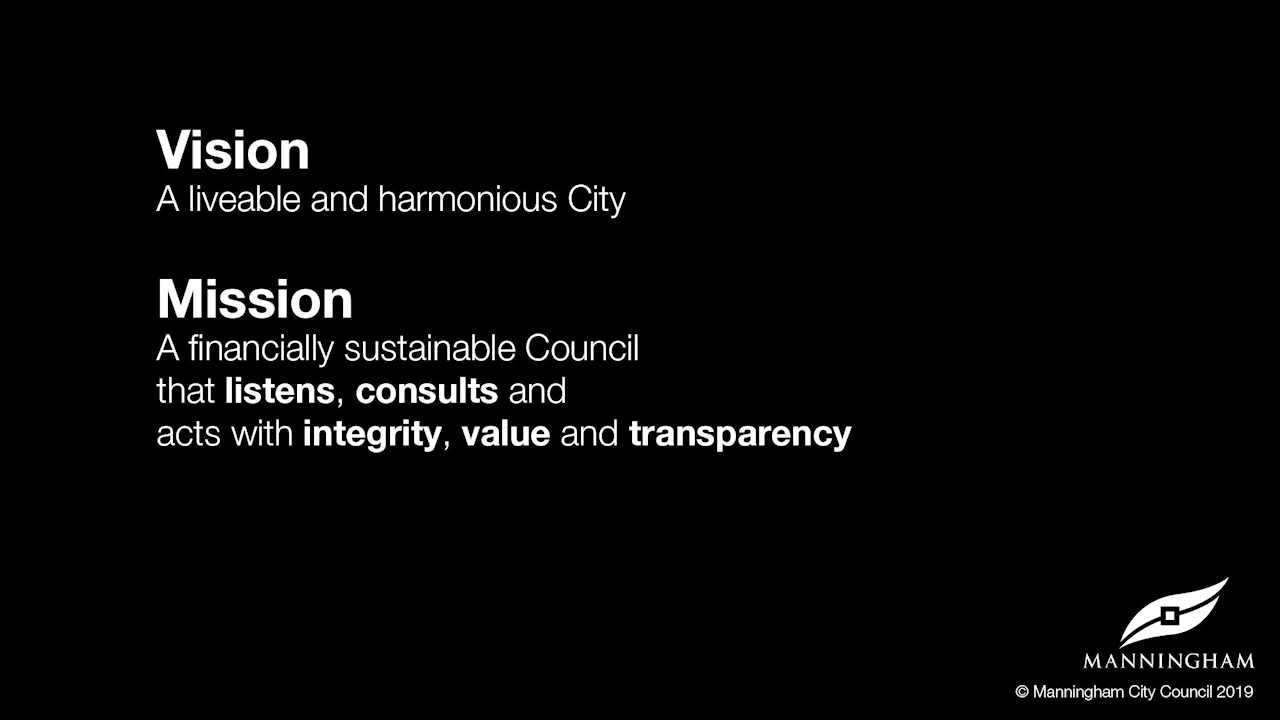 Vision
A liveable and harmonious City
Mission
A financially sustainable Council
that listens, consults and
acts with integrity, value and transparency
MANNINGHAM
© Manningham City Council 2019